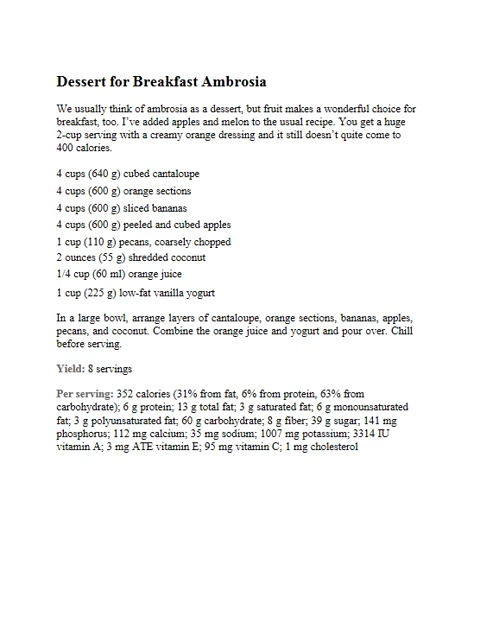 Dessert for Breakfast Ambrosia
We usually think of ambrosia as a dessert, but fruit makes a wonderful choice for
breakfast, too. I’ve added apples and melon to the usual recipe. You get a huge
2-cup serving with a creamy orange dressing and it still doesn’t quite come to
400 calories.
4 cups (640 g) cubed cantaloupe
4 cups (600 g) orange sections
4 cups (600 g) sliced bananas
4 cups (600 g) peeled and cubed apples
1 cup (110 g) pecans, coarsely chopped
2 ounces (55 g) shredded coconut
1/4 cup (60 ml) orange juice
1 cup (225 g) low-fat vanilla yogurt
In a large bowl, arrange layers of cantaloupe, orange sections, bananas, apples,
pecans, and coconut. Combine the orange juice and yogurt and pour over. Chill
before serving.
Yield: 8 servings
Per serving: 352 calories (31% from fat, 6% from protein, 63% from
carbohydrate); 6 g protein; 13 g total fat; 3 g saturated fat; 6 g monounsaturated
fat; 3 g polyunsaturated fat; 60 g carbohydrate; 8 g fiber; 39 g sugar; 141 mg
phosphorus; 112 mg calcium; 35 mg sodium; 1007 mg potassium; 3314 IU
vitamin A; 3 mg ATE vitamin E; 95 mg vitamin C; 1 mg cholesterol